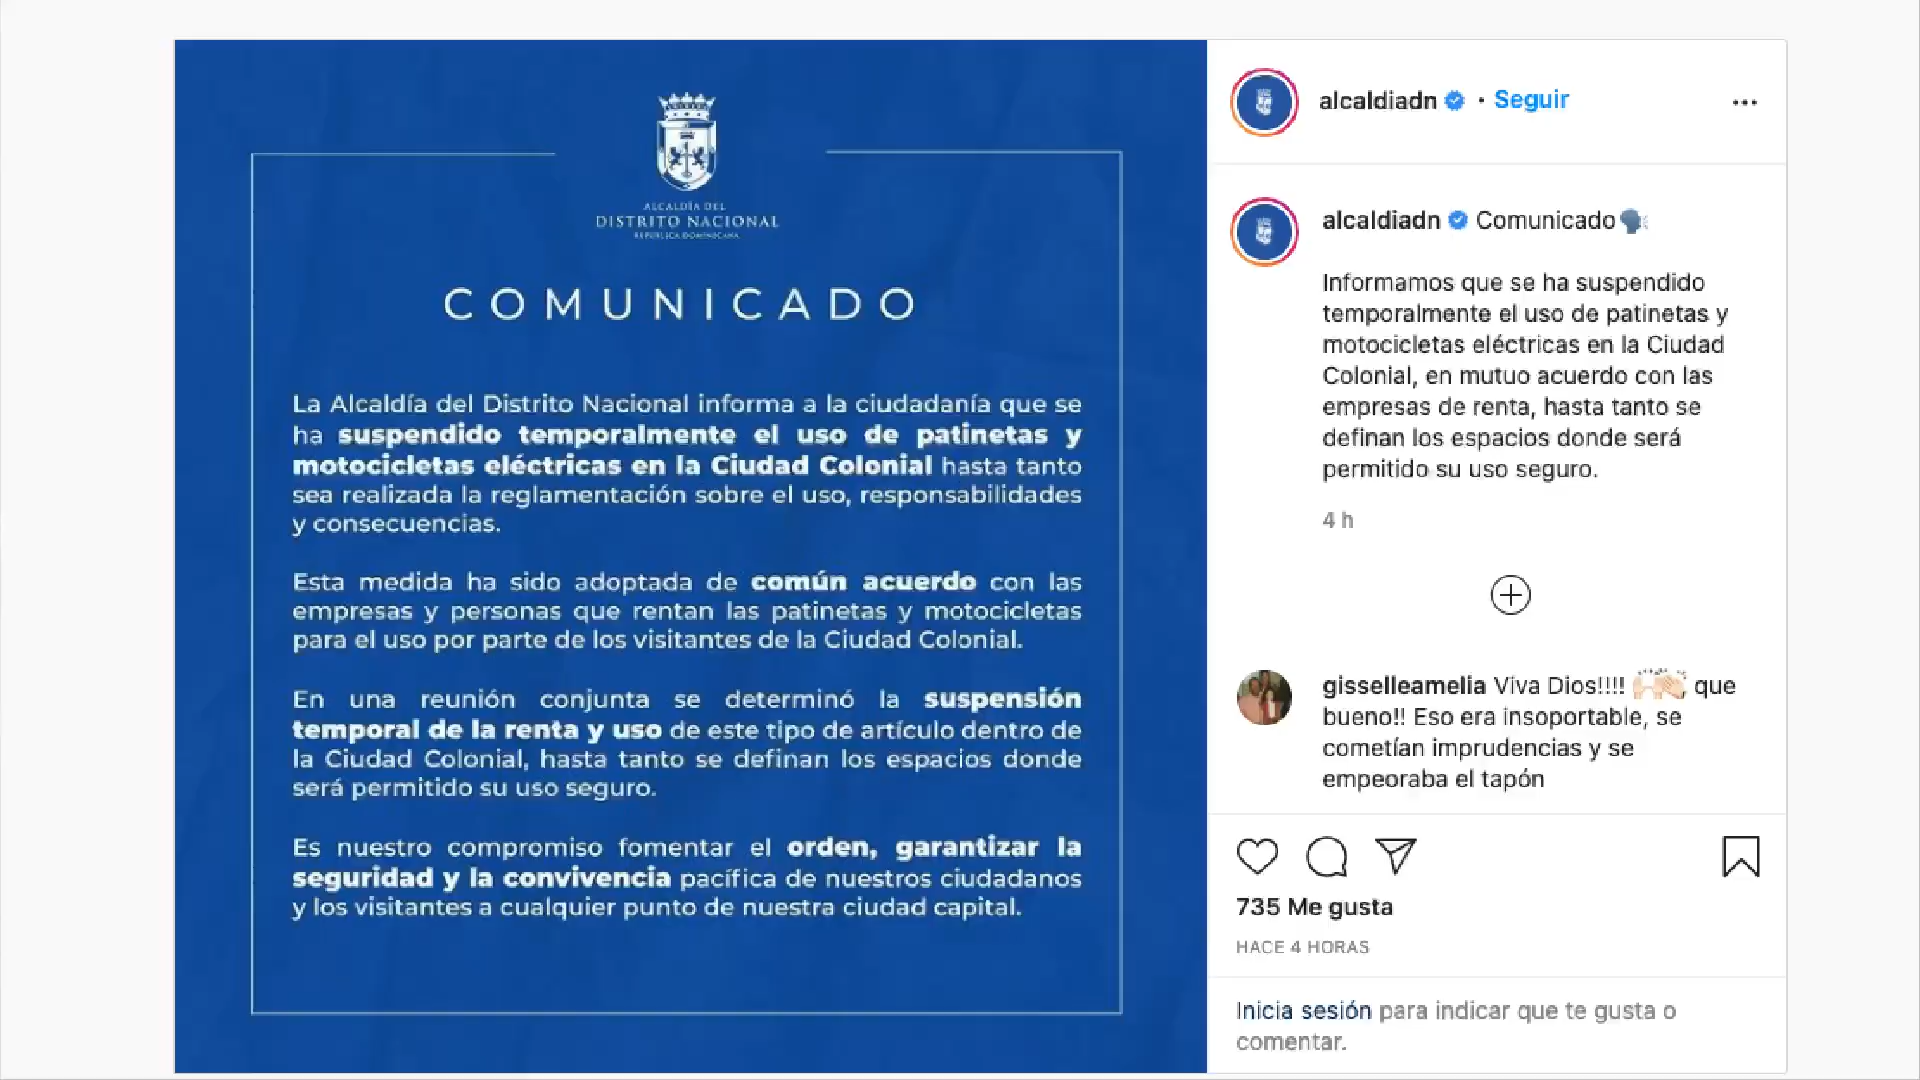 ALCALDÍA DEL
DISTRITO NACIONAL
REPÚBLICA DOMINICANA
COMUNICADO
La Alcaldía del Distrito Nacional informa a la ciudadanía que se
ha suspendido temporalmente el uso de patinetas y
motocicletas eléctricas en la Ciudad Colonial hasta tanto
sea realizada la reglamentación sobre el uso, responsabilidades
y consecuencias.
Esta medida ha sido adoptada de común acuerdo con las
empresas y personas que rentan las patinetas y motocicletas
para el uso por parte de los visitantes de la Ciudad Colonial.
En una reunión conjunta se determinó la suspensión
temporal de la renta y uso de este tipo de artículo dentro de
la Ciudad Colonial, hasta tanto se definan los espacios donde
será permitido su uso seguro.
Es nuestro compromiso fomentar el orden, garantizar la
seguridad y la convivencia pacífica de nuestros ciudadanos
y los visitantes a cualquier punto de nuestra ciudad capital.
alcaldiadn • Seguir
alcaldiadn Comunicado🗣
Informamos que se ha suspendido
temporalmente el uso de patinetas y
motocicletas eléctricas en la Ciudad
Colonial, en mutuo acuerdo con las
empresas de renta, hasta tanto se
definan los espacios donde será
permitido su uso seguro.
4 h
gisselleamelia Viva Dios!!!! 🙌🏻👏🏻 que
bueno!! Eso era insoportable, se
cometían imprudencias y se
empeoraba el tapón
735 Me gusta
HACE 4 HORAS
Inicia sesión para indicar que te gusta o
comentar.